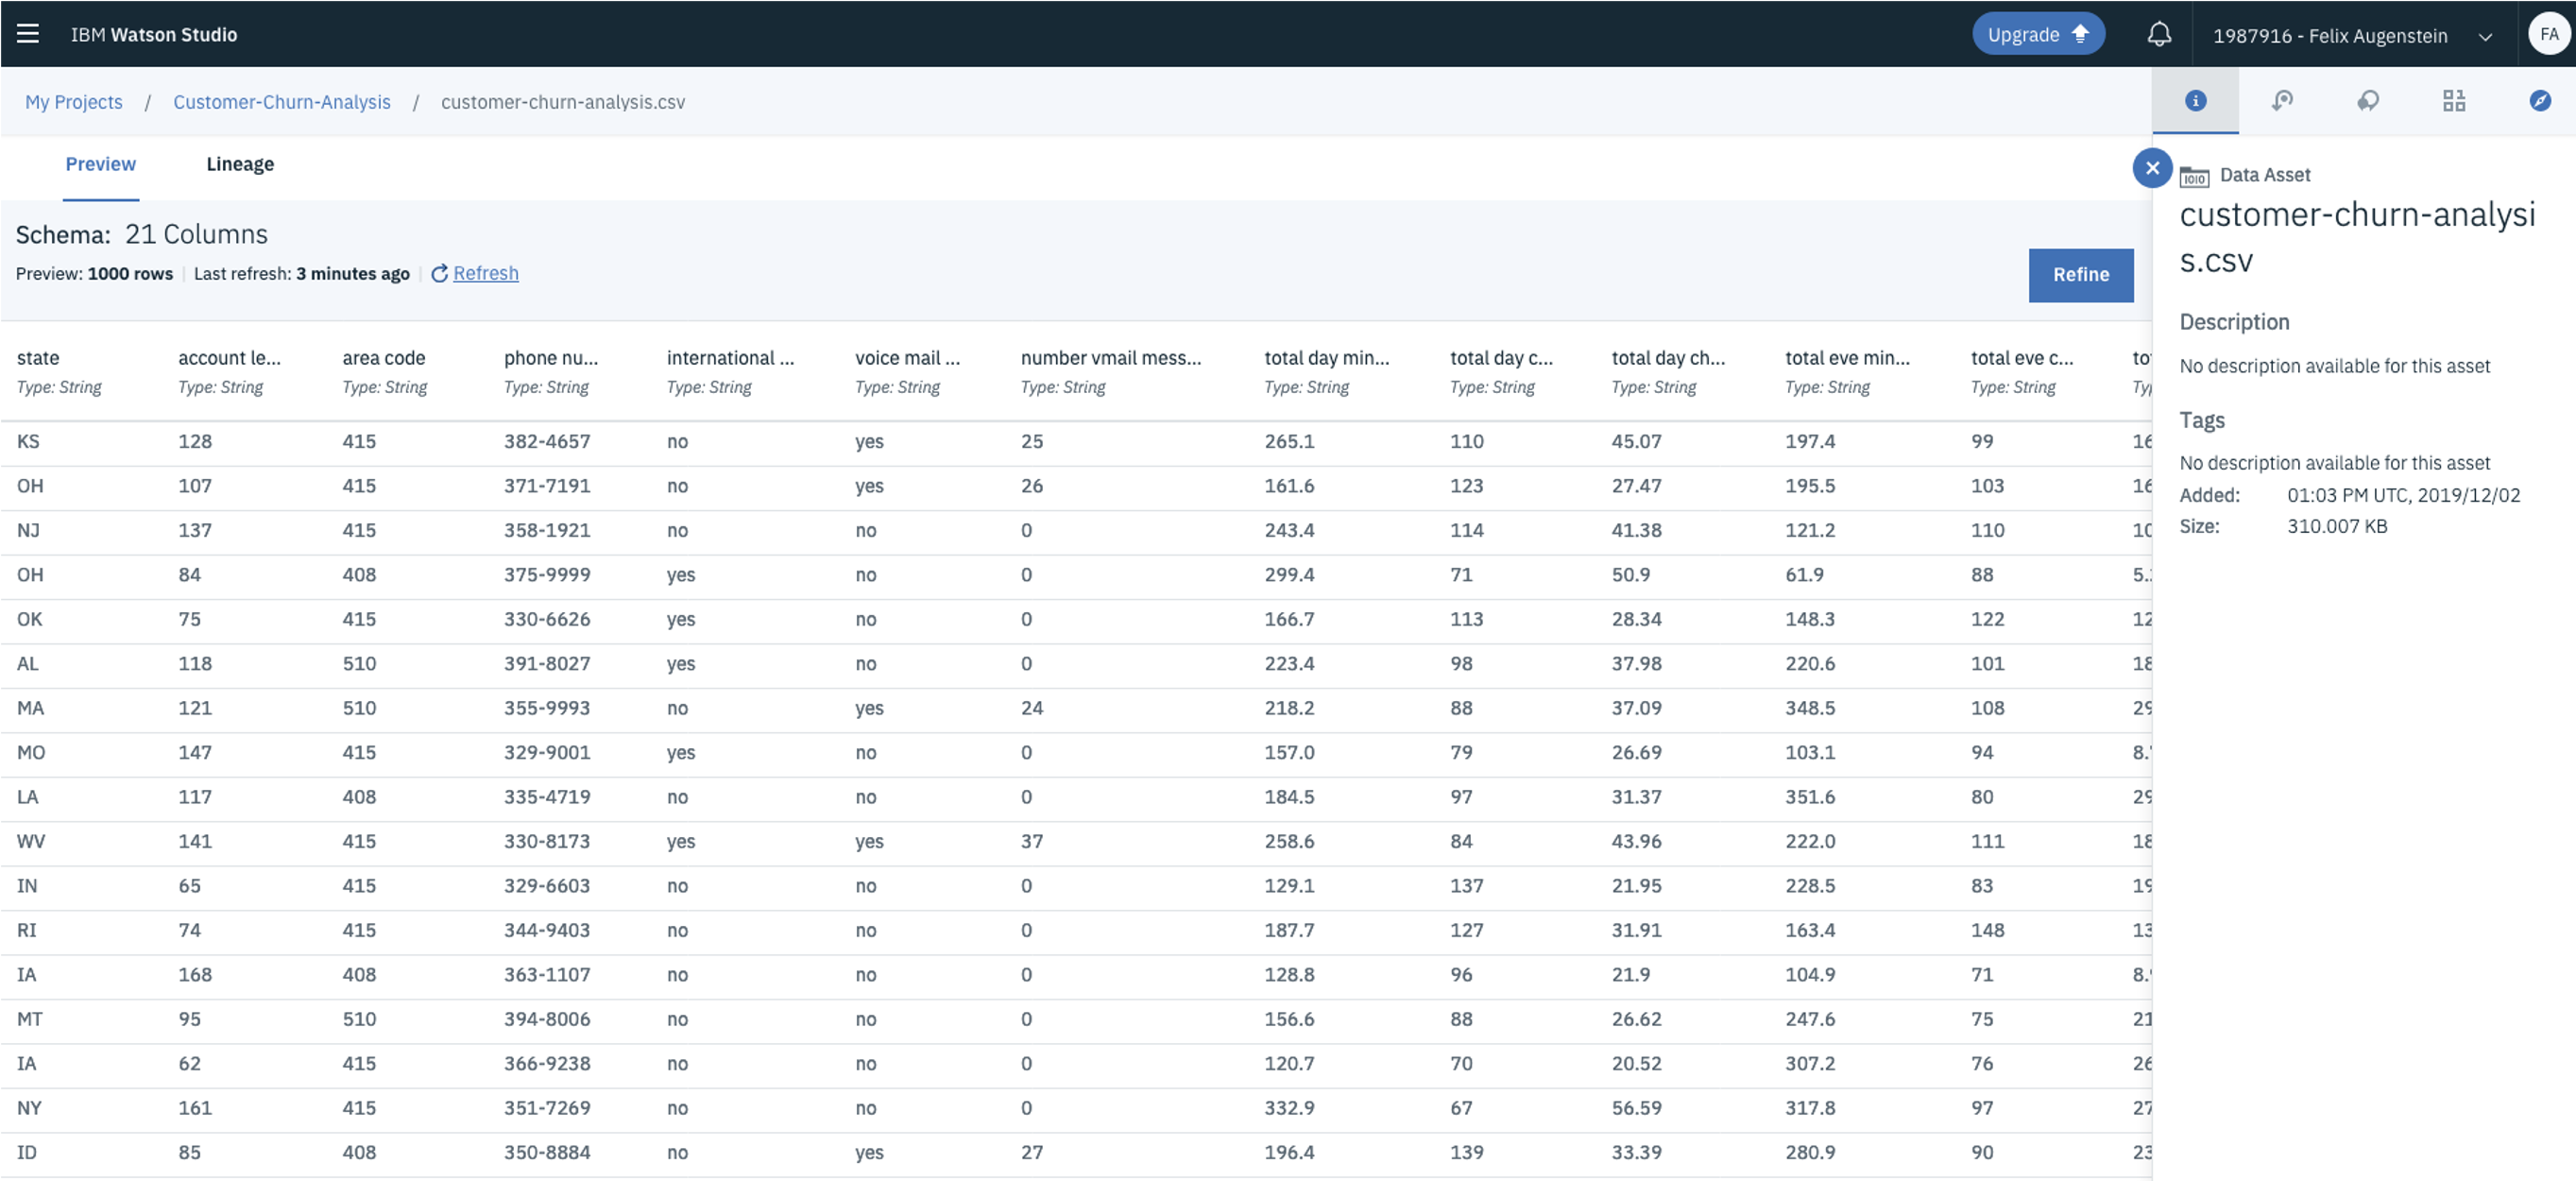 IBM Watson Studio
Upgrade
1987916 - Felix Augenstein
FA
My Projects / Customer-Churn-Analysis / customer-churn-analysis.csv
Preview Lineage
Schema: 21 Columns
Preview: 1000 rows | Last refresh: 3 minutes ago | Refresh
Refine
state account le... area code phone nu... international ... voice mail ... number vmail mess... total day min... total day c... total day ch... total eve min... total eve c... to
Type: String Type: String Type: String Type: String Type: String Type: String Type: String Type: String Type: String Type: String Type: String Type: String Ty
KS 128 415 382-4657 no yes 25 265.1 110 45.07 197.4 99 16
OH 107 415 371-7191 no yes 26 161.6 123 27.47 195.5 103 16
NJ 137 415 358-1921 no no 0 243.4 114 41.38 121.2 110 10
OH 84 408 375-9999 yes no 0 299.4 71 50.9 61.9 88 5.
OK 75 415 330-6626 yes no 0 166.7 113 28.34 148.3 122 12
AL 118 510 391-8027 yes no 0 223.4 98 37.98 220.6 101 18
MA 121 510 355-9993 no yes 24 218.2 88 37.09 348.5 108 29
MO 147 415 329-9001 yes no 0 157.0 79 26.69 103.1 94 8.
LA 117 408 335-4719 no no 0 184.5 97 31.37 351.6 80 29
WV 141 415 330-8173 yes yes 37 258.6 84 43.96 222.0 111 18
IN 65 415 329-6603 no no 0 129.1 137 21.95 228.5 83 19
RI 74 415 344-9403 no no 0 187.7 127 31.91 163.4 148 13
IA 168 408 363-1107 no no 0 128.8 96 21.9 104.9 71 8.
MT 95 510 394-8006 no no 0 156.6 88 26.62 247.6 75 21
IA 62 415 366-9238 no no 0 120.7 70 20.52 307.2 76 26
NY 161 415 351-7269 no no 0 332.9 67 56.59 317.8 97 27
ID 85 408 350-8884 no yes 27 196.4 139 33.39 280.9 90 23
Data Asset
customer-churn-analysi
s.csv
Description
No description available for this asset
Tags
No description available for this asset
Added: 01:03 PM UTC, 2019/12/02
Size: 310.007 KB